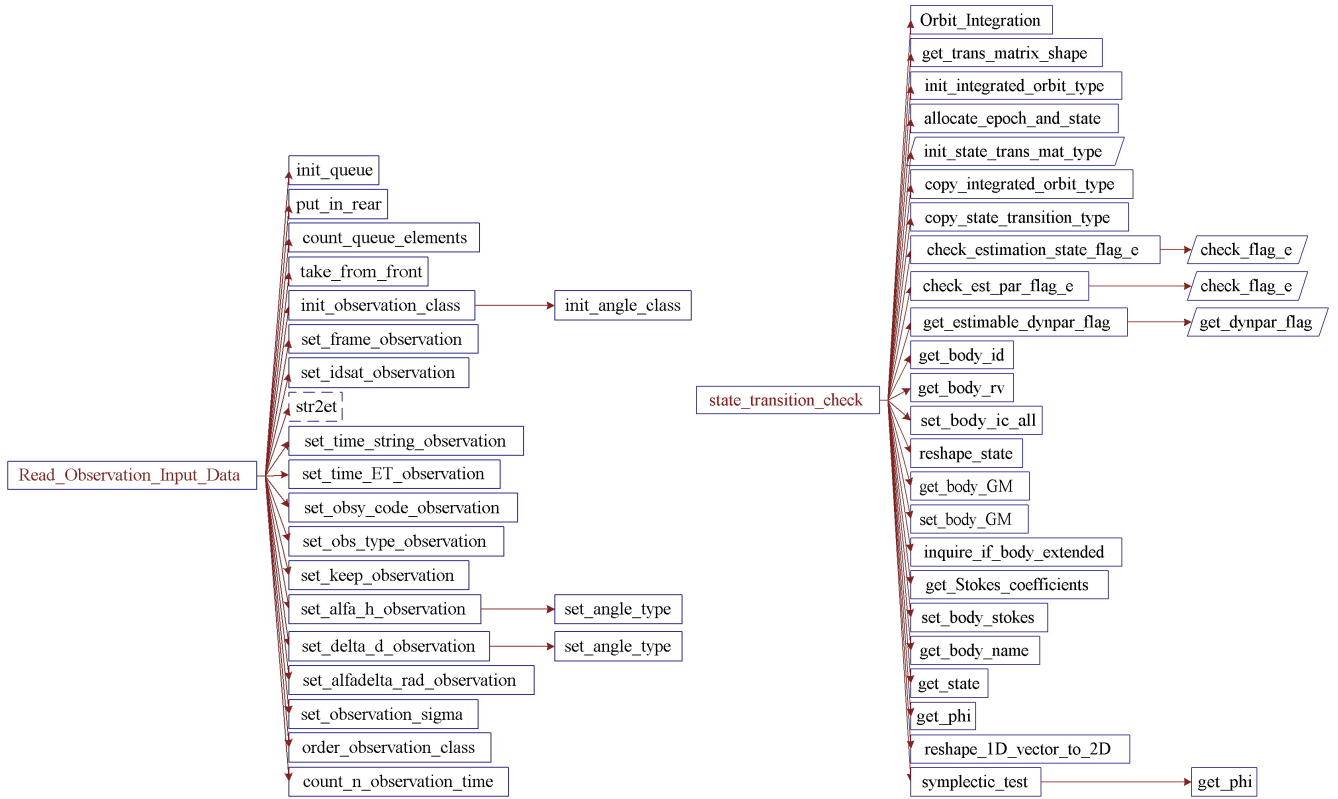 Read_Observation_Input_Data
init_queue
put_in_rear
count_queue_elements
take_from_front
init_observation_class
init_angle_class
set_frame_observation
set_idsat_observation
str2et
set_time_string_observation
set_time_ET_observation
set_obsy_code_observation
set_obs_type_observation
set_keep_observation
set_alfa_h_observation
set_angle_type
set_delta_d_observation
set_angle_type
set_alfadelta_rad_observation
set_observation_sigma
order_observation_class
count_n_observation_time
state_transition_check
Orbit_Integration
get_trans_matrix_shape
init_integrated_orbit_type
allocate_epoch_and_state
init_state_trans_mat_type
copy_integrated_orbit_type
copy_state_transition_type
check_estimation_state_flag_e
check_flag_e
check_est_par_flag_e
check_flag_e
get_estimable_dynpar_flag
get_dynpar_flag
get_body_id
get_body_rv
set_body_ic_all
reshape_state
get_body_GM
set_body_GM
inquire_if_body_extended
get_Stokes_coefficients
set_body_stokes
get_body_name
get_state
get_phi
reshape_1D_vector_to_2D
symplectic_test
get_phi